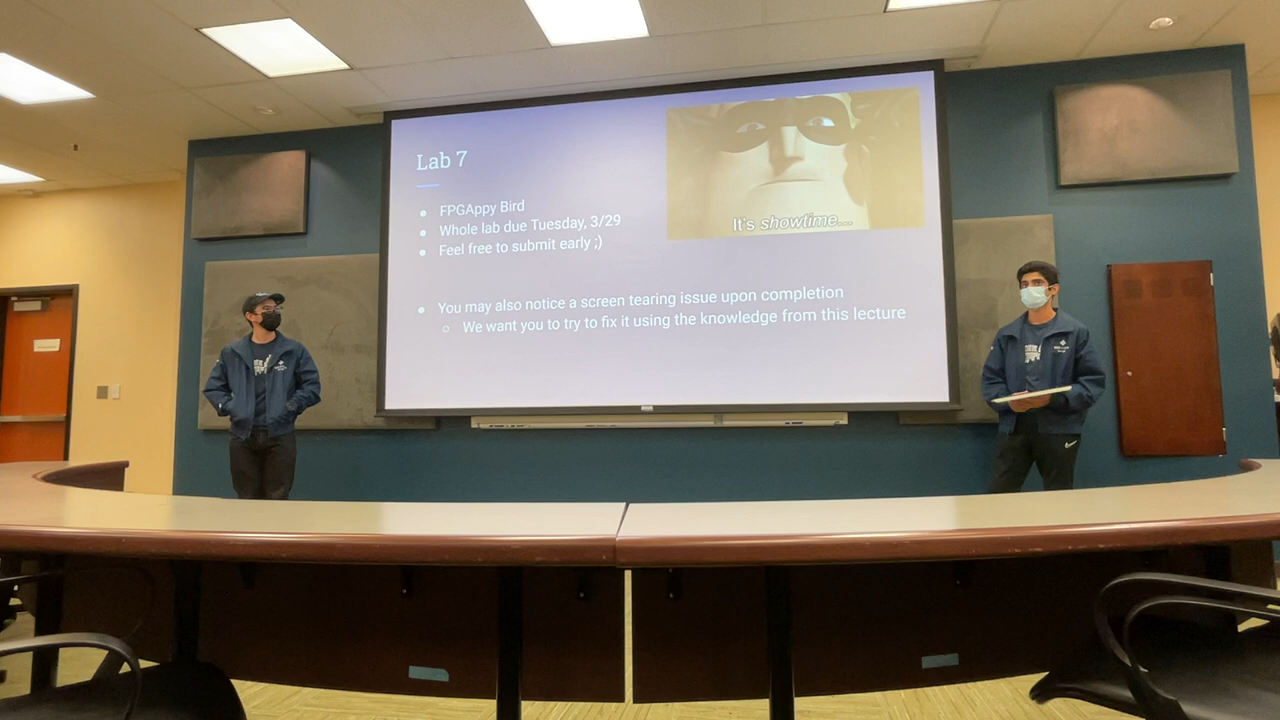 Lab 7
FPGAppy Bird
Whole lab due Tuesday, 3/29
Feel free to submit early ;)
It's showtime...
You may also notice a screen tearing issue upon completion
We want you to try to fix it using the knowledge from this lecture